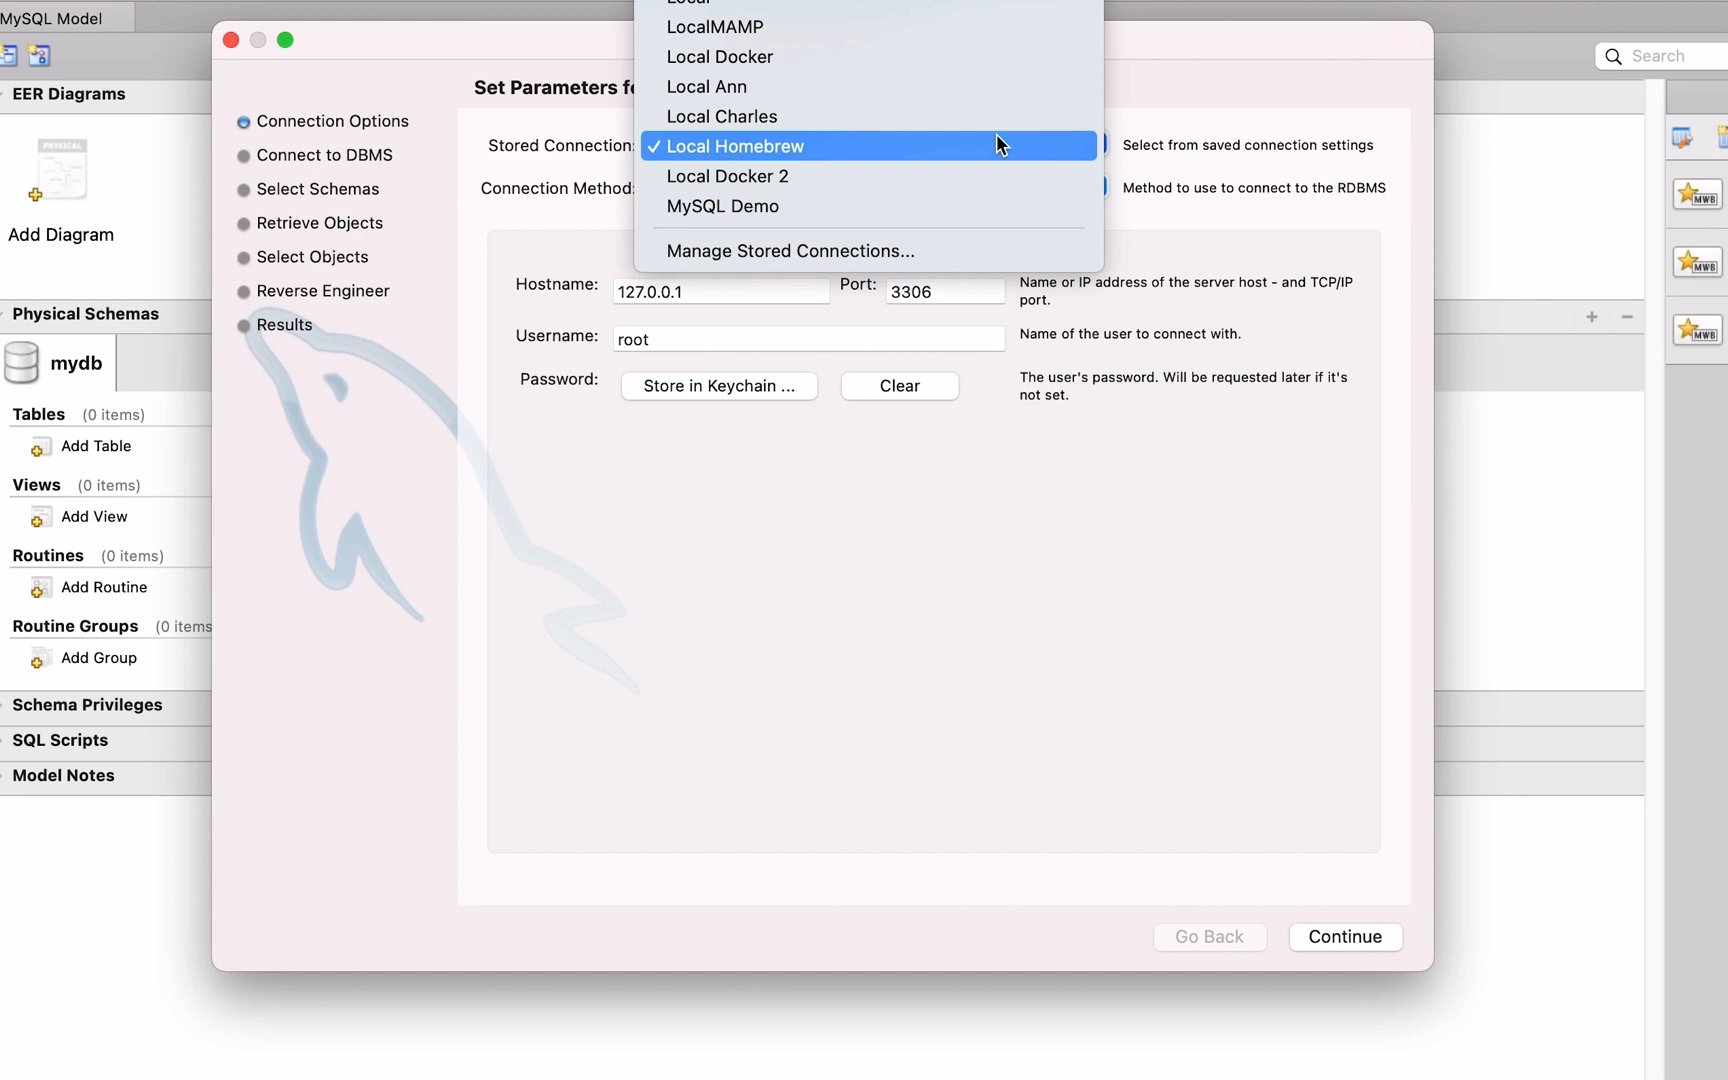 MySQL Model
Search
EER Diagrams
PHYSICAL
Add Diagram
Physical Schemas
mydb
Tables (0 items)
Add Table
Views (0 items)
Add View
Routines (0 items)
Add Routine
Routine Groups (0 items
Add Group
Schema Privileges
SQL Scripts
Model Notes
Set Parameters f
Connection Options
Connect to DBMS
Select Schemas
Retrieve Objects
Select Objects
Reverse Engineer
Results
Stored Connection:
Connection Method:
LocalMAMP
Local Docker
Local Ann
Local Charles
✓ Local Homebrew
Local Docker 2
MySQL Demo
Manage Stored Connections...
Select from saved connection settings
Method to use to connect to the RDBMS
Hostname: 127.0.0.1 Port: 3306
Name or IP address of the server host - and TCP/IP
port.
Username: root
Name of the user to connect with.
Password: Store in Keychain ... Clear
The user's password. Will be requested later if it's
not set.
Go Back Continue
MWB
MWB
MWB